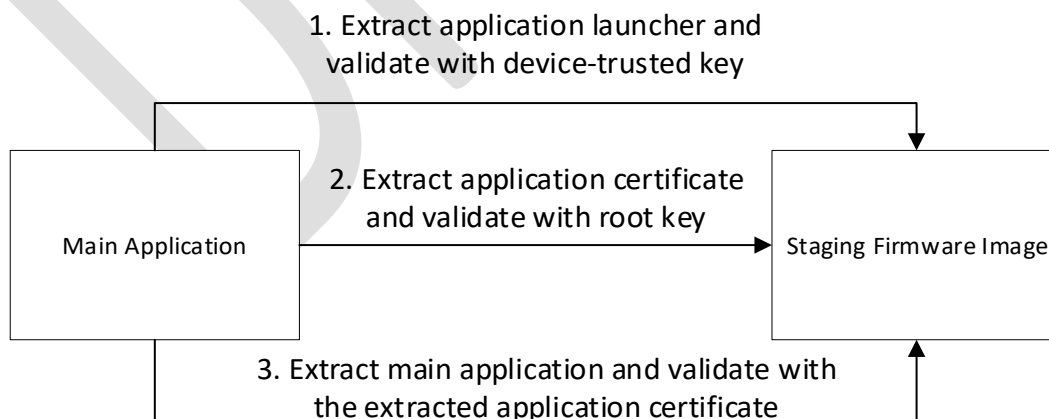 1. Extract application launcher and
validate with device-trusted key
2. Extract application certificate
and validate with root key
Main Application
Staging Firmware Image
3. Extract main application and validate with
the extracted application certificate